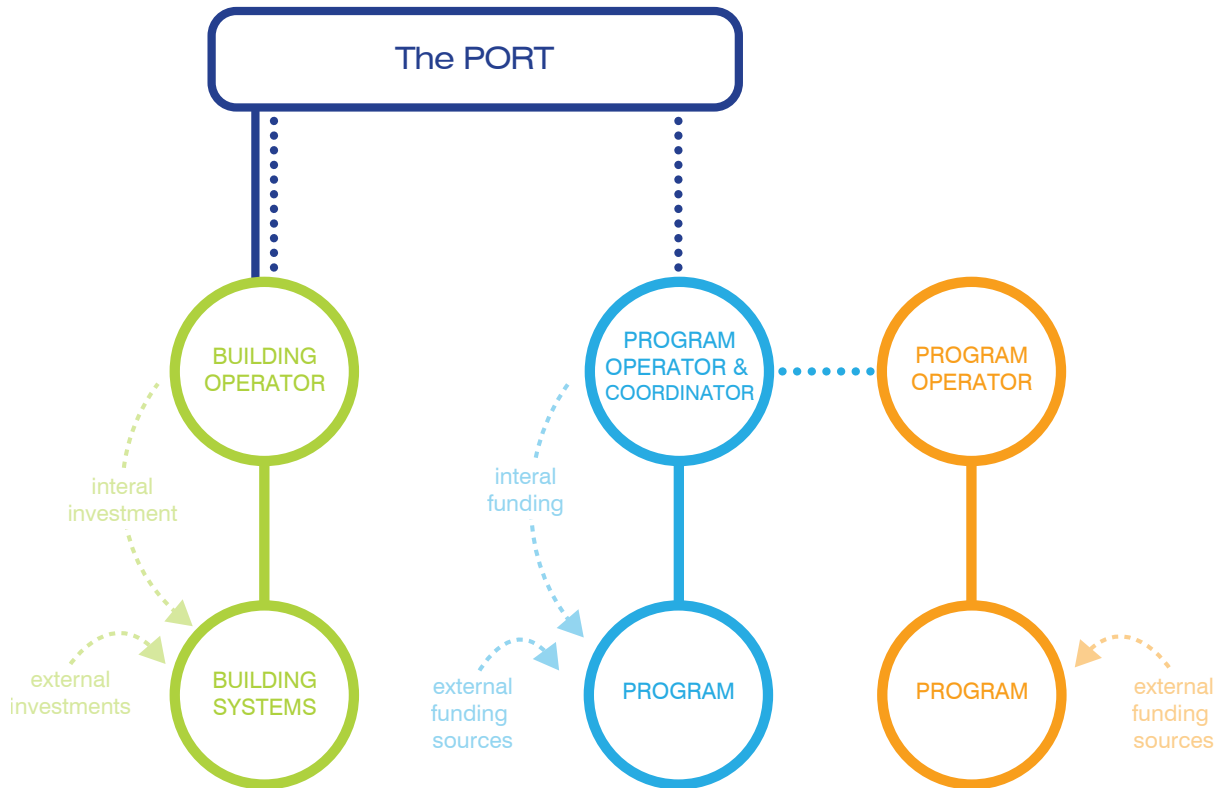 The PORT
BUILDING
OPERATOR
PROGRAM
OPERATOR &
COORDINATOR
PROGRAM
OPERATOR
interal
investment
interal
funding
external
investments
BUILDING
SYSTEMS
external
funding
sources
PROGRAM
PROGRAM
external
funding
sources